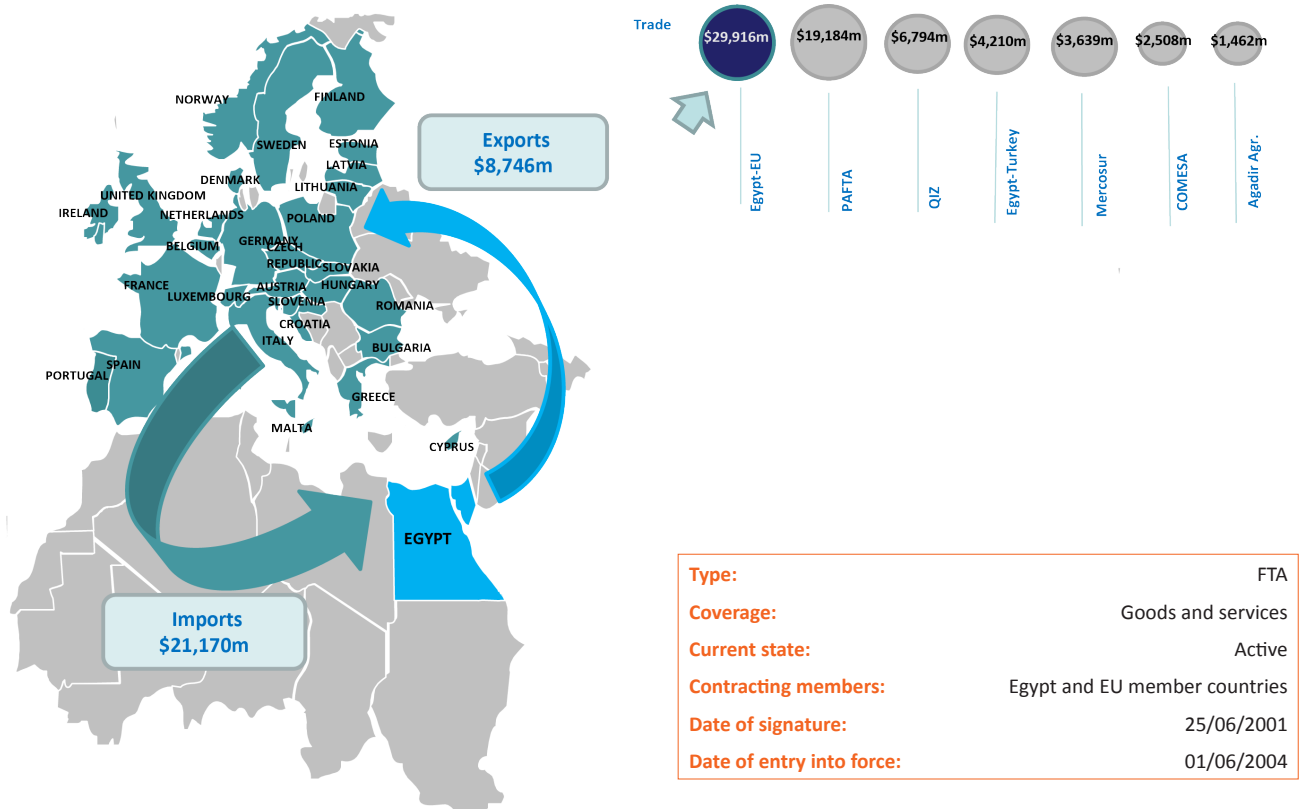 Trade
$29,916m
$19,184m
$6,794m
$4,210m
$3,639m
$2,508m
$1,462m
Egypt-EU
PAFTA
QIZ
Egypt-Turkey
Mercosur
COMESA
Agadir Agr.
NORWAY
FINLAND
SWEDEN
ESTONIA
LATVIA
DENMARK
LITHUANIA
UNITED KINGDOM
IRELAND
NETHERLANDS
POLAND
BELGIUM
GERMANY
CZECH
REPUBLIC
SLOVAKIA
FRANCE
AUSTRIA
HUNGARY
LUXEMBOURG
SLOVENIA
ROMANIA
CROATIA
ITALY
BULGARIA
SPAIN
PORTUGAL
GREECE
MALTA
CYPRUS
EGYPT
Exports
$8,746m
Imports
$21,170m
Type: FTA
Coverage: Goods and services
Current state: Active
Contracting members: Egypt and EU member countries
Date of signature: 25/06/2001
Date of entry into force: 01/06/2004